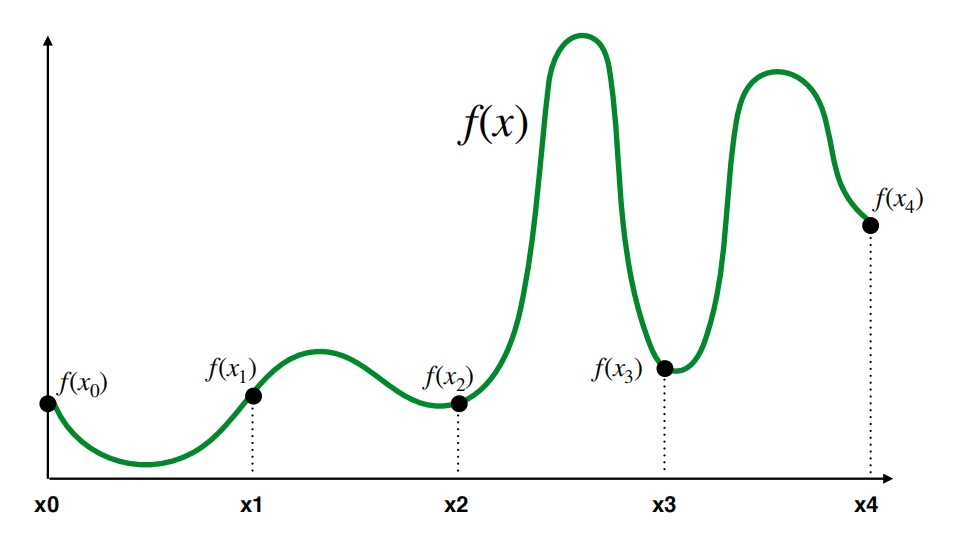 f(x)
f(x₄)
f(x₀)
f(x₁)
f(x₂)
f(x₃)
x0 x1 x2 x3 x4